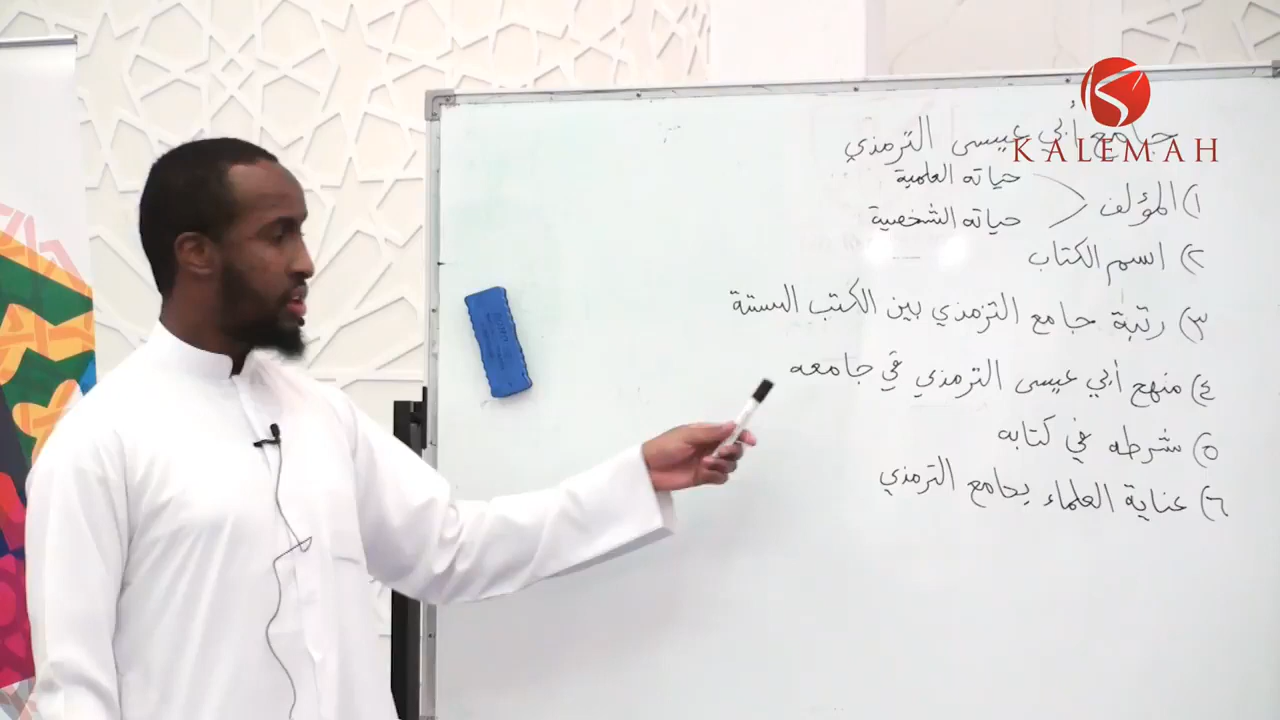 KALEMAH
جامع أبي عيسى الترمذي
١) المؤلف
حياته العلمية
حياته الشخصية
٢) اسم الكتاب
٣) رتبة جامع الترمذي بين الكتب الستة
٤) منهج أبي عيسى الترمذي في جامعه
٥) شرطه في كتابه
٦) عناية العلماء بجامع الترمذي